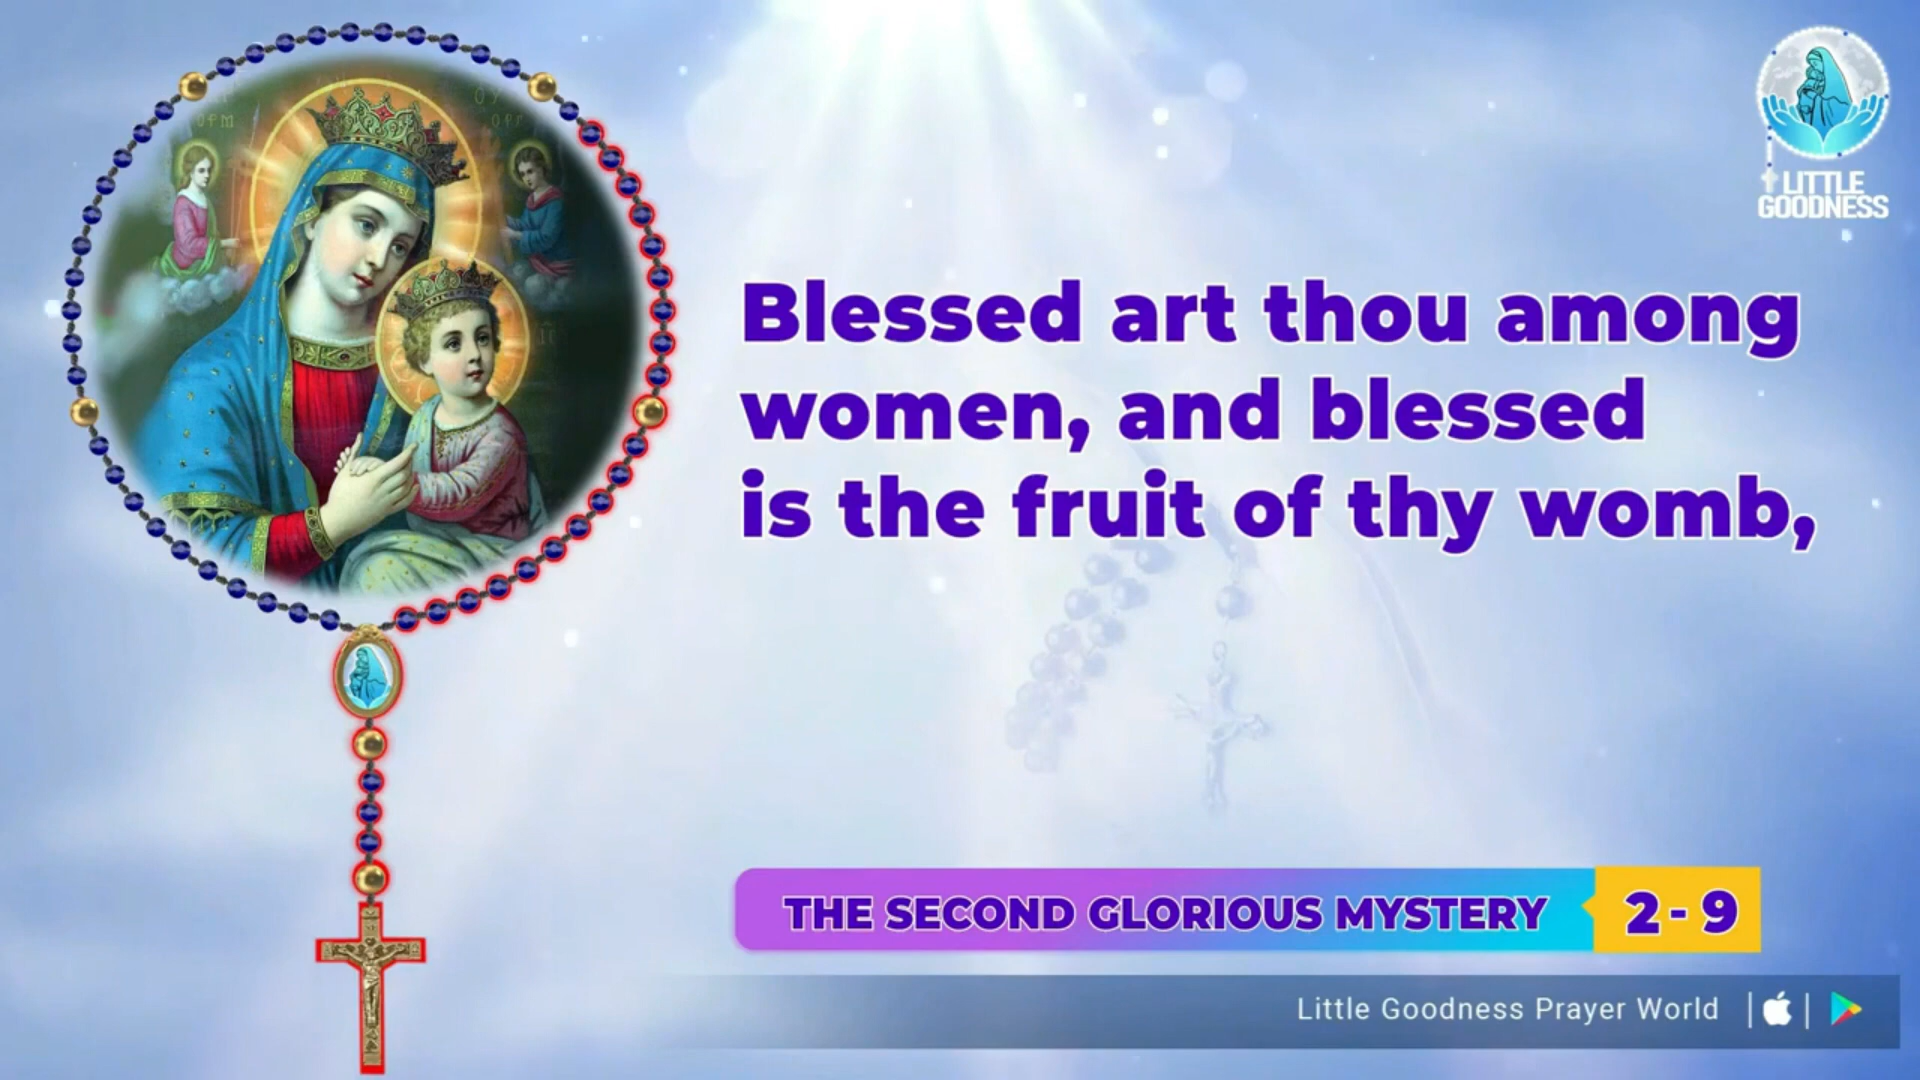 LITTLE
GOODNESS
Blessed art thou among
women, and blessed
is the fruit of thy womb,
THE SECOND GLORIOUS MYSTERY
2 - 9
Little Goodness Prayer World